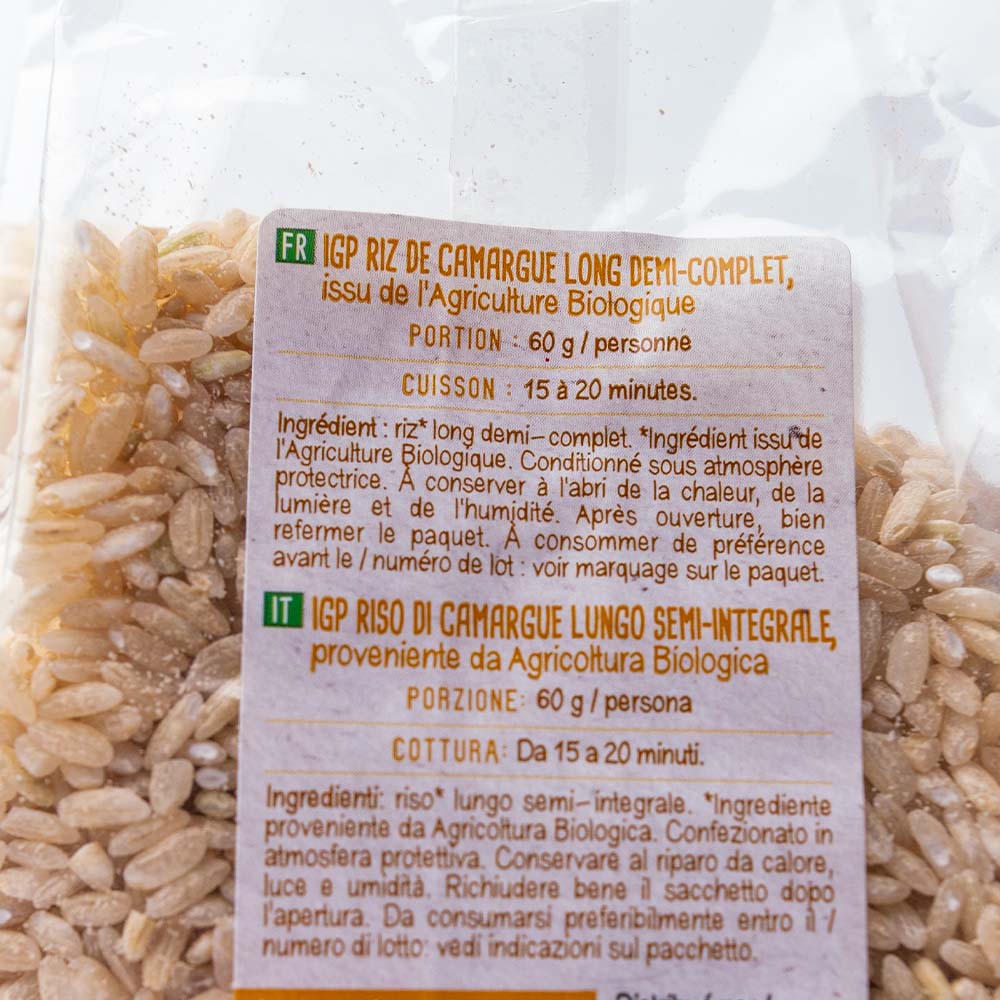 FR IGP RIZ DE CAMARGUE LONG DEMI-COMPLET,
issu de l'Agriculture Biologique
PORTION : 60 g / personne
CUISSON : 15 à 20 minutes.
Ingrédient : riz* long demi-complet. *Ingrédient issu de
l'Agriculture Biologique. Conditionné sous atmosphère
protectrice. À conserver à l'abri de la chaleur, de la
lumière et de l'humidité. Après ouverture, bien
refermer le paquet. À consommer de préférence
avant le / numéro de lot : voir marquage sur le paquet.
IT IGP RISO DI CAMARGUE LUNGO SEMI-INTEGRALE,
proveniente da Agricoltura Biologica
PORZIONE: 60 g / persona
COTTURA: Da 15 a 20 minuti.
Ingredienti: riso* lungo semi-integrale. *Ingrediente
proveniente da Agricoltura Biologica. Confezionato in
atmosfera protettiva. Conservare al riparo da calore,
luce e umidità. Richiudere bene il sacchetto dopo
l'apertura. Da consumarsi preferibilmente entro il /
numero di lotto: vedi indicazioni sul pacchetto.